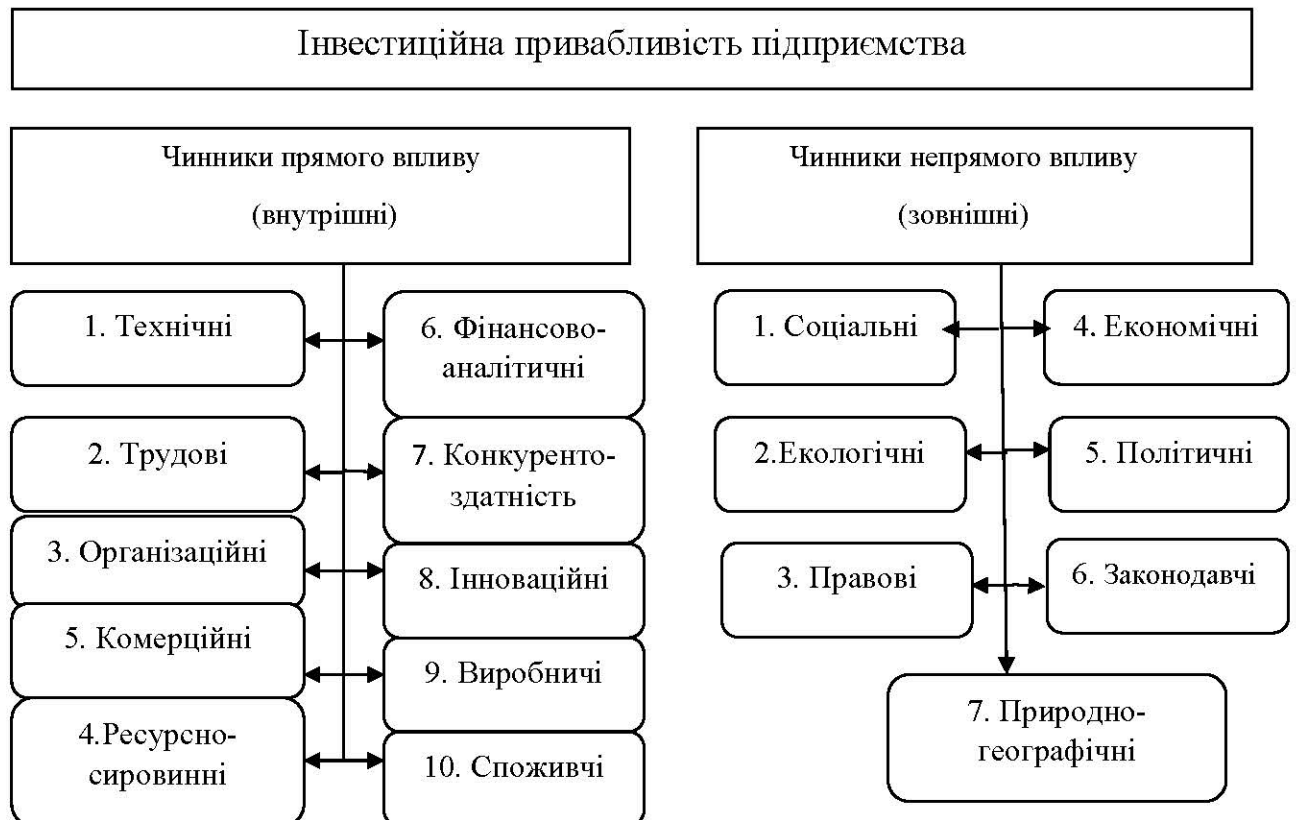 Інвестиційна привабливість підприємства
Чинники прямого впливу
(внутрішні)
1. Технічні
2. Трудові
3. Організаційні
5. Комерційні
4.Ресурсно-
сировинні
6. Фінансово-
аналітичні
7. Конкуренто-
здатність
8. Інноваційні
9. Виробничі
10. Споживчі
Чинники непрямого впливу
(зовнішні)
1. Соціальні
2.Екологічні
3. Правові
4. Економічні
5. Політичні
6. Законодавчі
7. Природно-
географічні